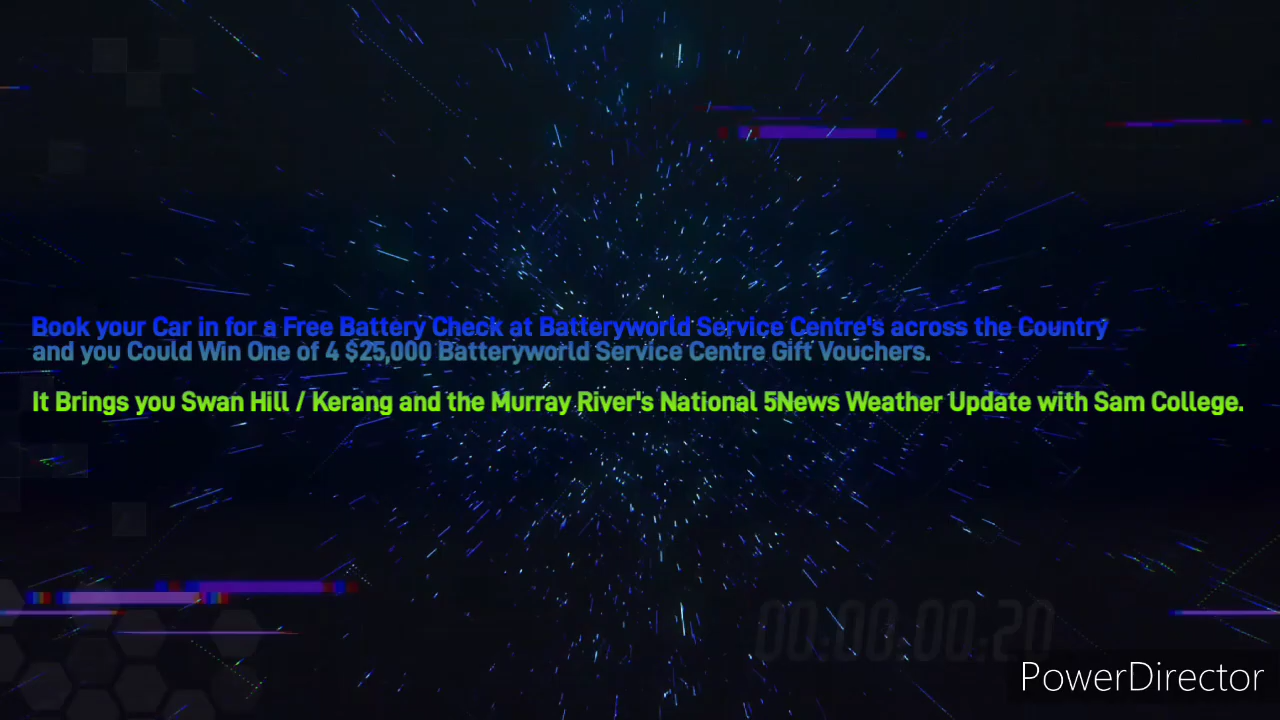 Book your Car in for a Free Battery Check at Batteryworld Service Centre's across the Country
and you Could Win One of 4 $25,000 Batteryworld Service Centre Gift Vouchers.
It Brings you Swan Hill / Kerang and the Murray River's National 5News Weather Update with Sam College.
00:00:00:20
PowerDirector